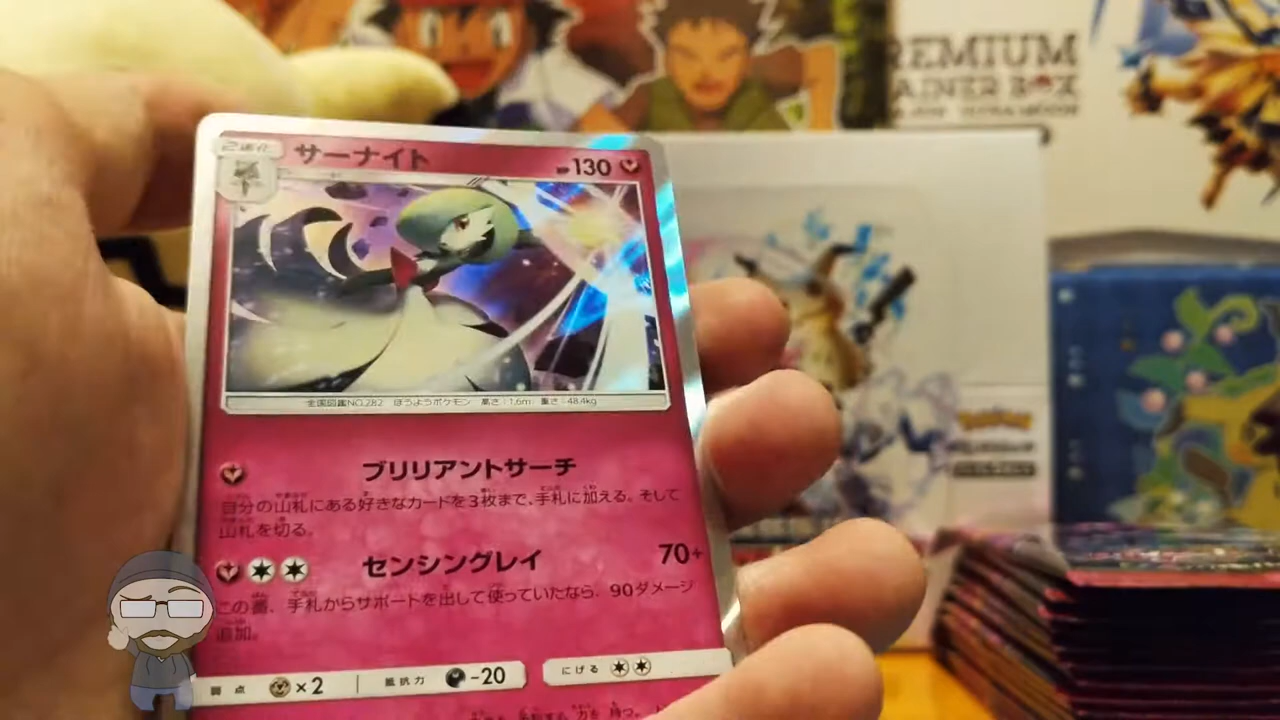 PREMIUM
TRAINER BOX
2進化
サーナイト
HP 130
全国図鑑NO.282 ほうようポケモン 高さ:1.6m 重さ:48.4kg
ブリリアントサーチ
自分の山札にある好きなカードを3枚まで、手札に加える。そして
山札を切る。
センシングレイ 70+
この番、手札からサポートを出して使っていたなら、90ダメージ
追加。
弱点 ×2 抵抗力 -20 にげる